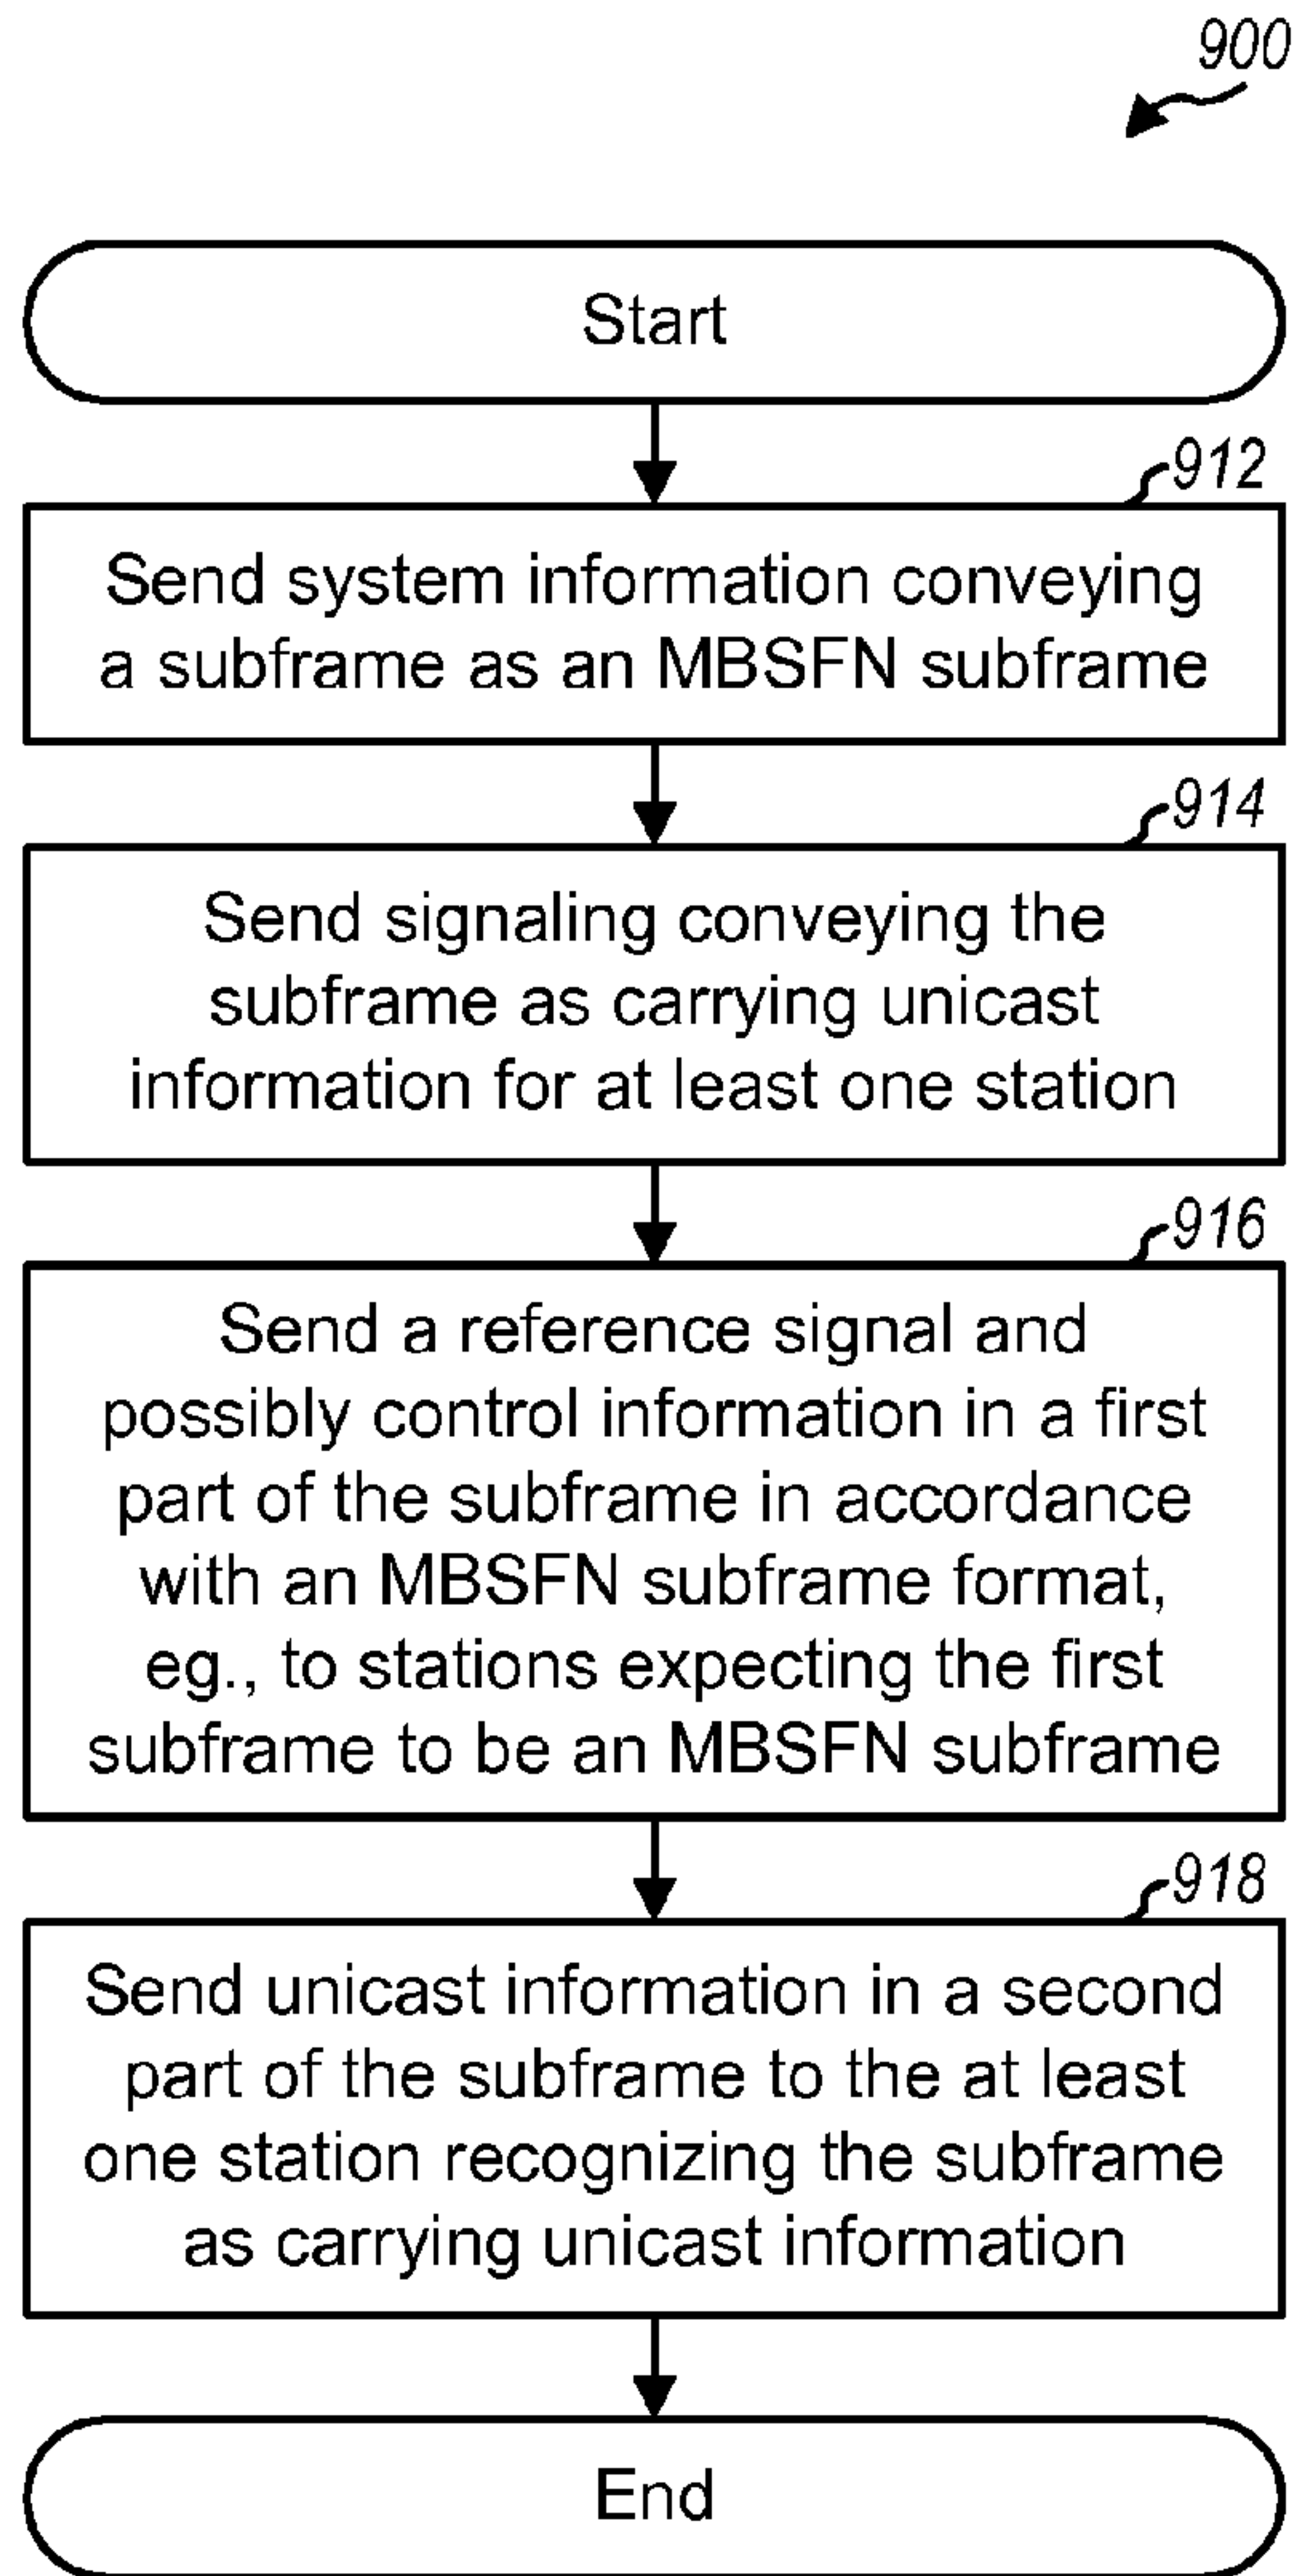 900
Start
912
Send system information conveying
a subframe as an MBSFN subframe
914
Send signaling conveying the
subframe as carrying unicast
information for at least one station
916
Send a reference signal and
possibly control information in a first
part of the subframe in accordance
with an MBSFN subframe format,
eg., to stations expecting the first
subframe to be an MBSFN subframe
918
Send unicast information in a second
part of the subframe to the at least
one station recognizing the subframe
as carrying unicast information
End